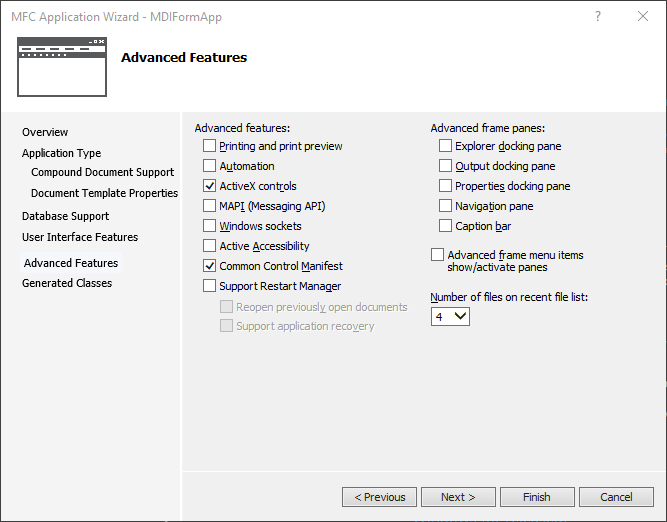 MFC Application Wizard - MDIFormApp
? ×
Advanced Features
Overview
Application Type
Compound Document Support
Document Template Properties
Database Support
User Interface Features
Advanced Features
Generated Classes
Advanced features:
Printing and print preview
Automation
ActiveX controls
MAPI (Messaging API)
Windows sockets
Active Accessibility
Common Control Manifest
Support Restart Manager
Reopen previously open documents
Support application recovery
Advanced frame panes:
Explorer docking pane
Output docking pane
Properties docking pane
Navigation pane
Caption bar
Advanced frame menu items
show/activate panes
Number of files on recent file list:
4
< Previous
Next >
Finish
Cancel